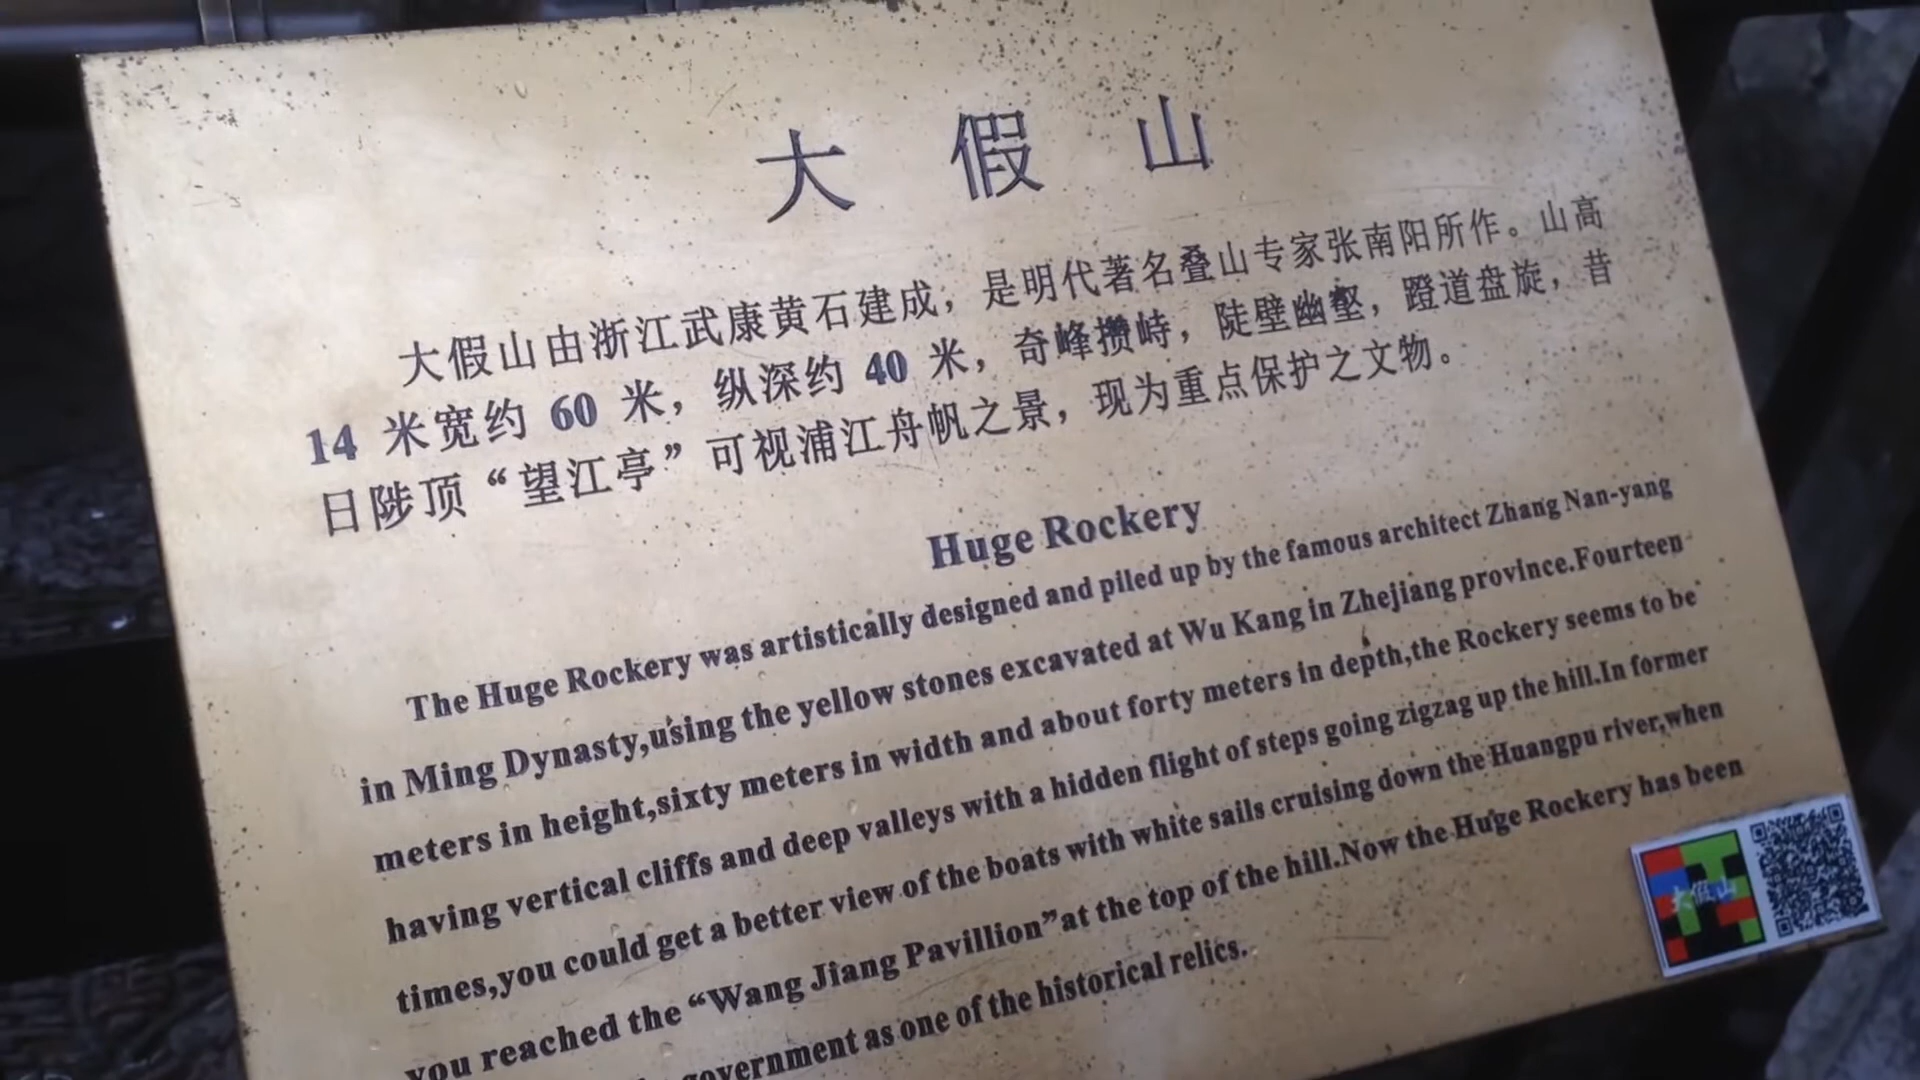 大假山
大假山由浙江武康黄石建成，是明代著名叠山专家张南阳所作。山高
14 米宽约 60 米，纵深约 40 米，奇峰攒峙，陡壁幽壑，蹬道盘旋，昔
日陟顶“望江亭”可视浦江舟帆之景，现为重点保护之文物。
Huge Rockery
The Huge Rockery was artistically designed and piled up by the famous architect Zhang Nan-yang
in Ming Dynasty,using the yellow stones excavated at Wu Kang in Zhejiang province.Fourteen
meters in height,sixty meters in width and about forty meters in depth,the Rockery seems to be
having vertical cliffs and deep valleys with a hidden flight of steps going zigzag up the hill.In former
times,you could get a better view of the boats with white sails cruising down the Huangpu river,when
you reached the “Wang Jiang Pavillion”at the top of the hill.Now the Huge Rockery has been
government as one of the historical relics.
大假山